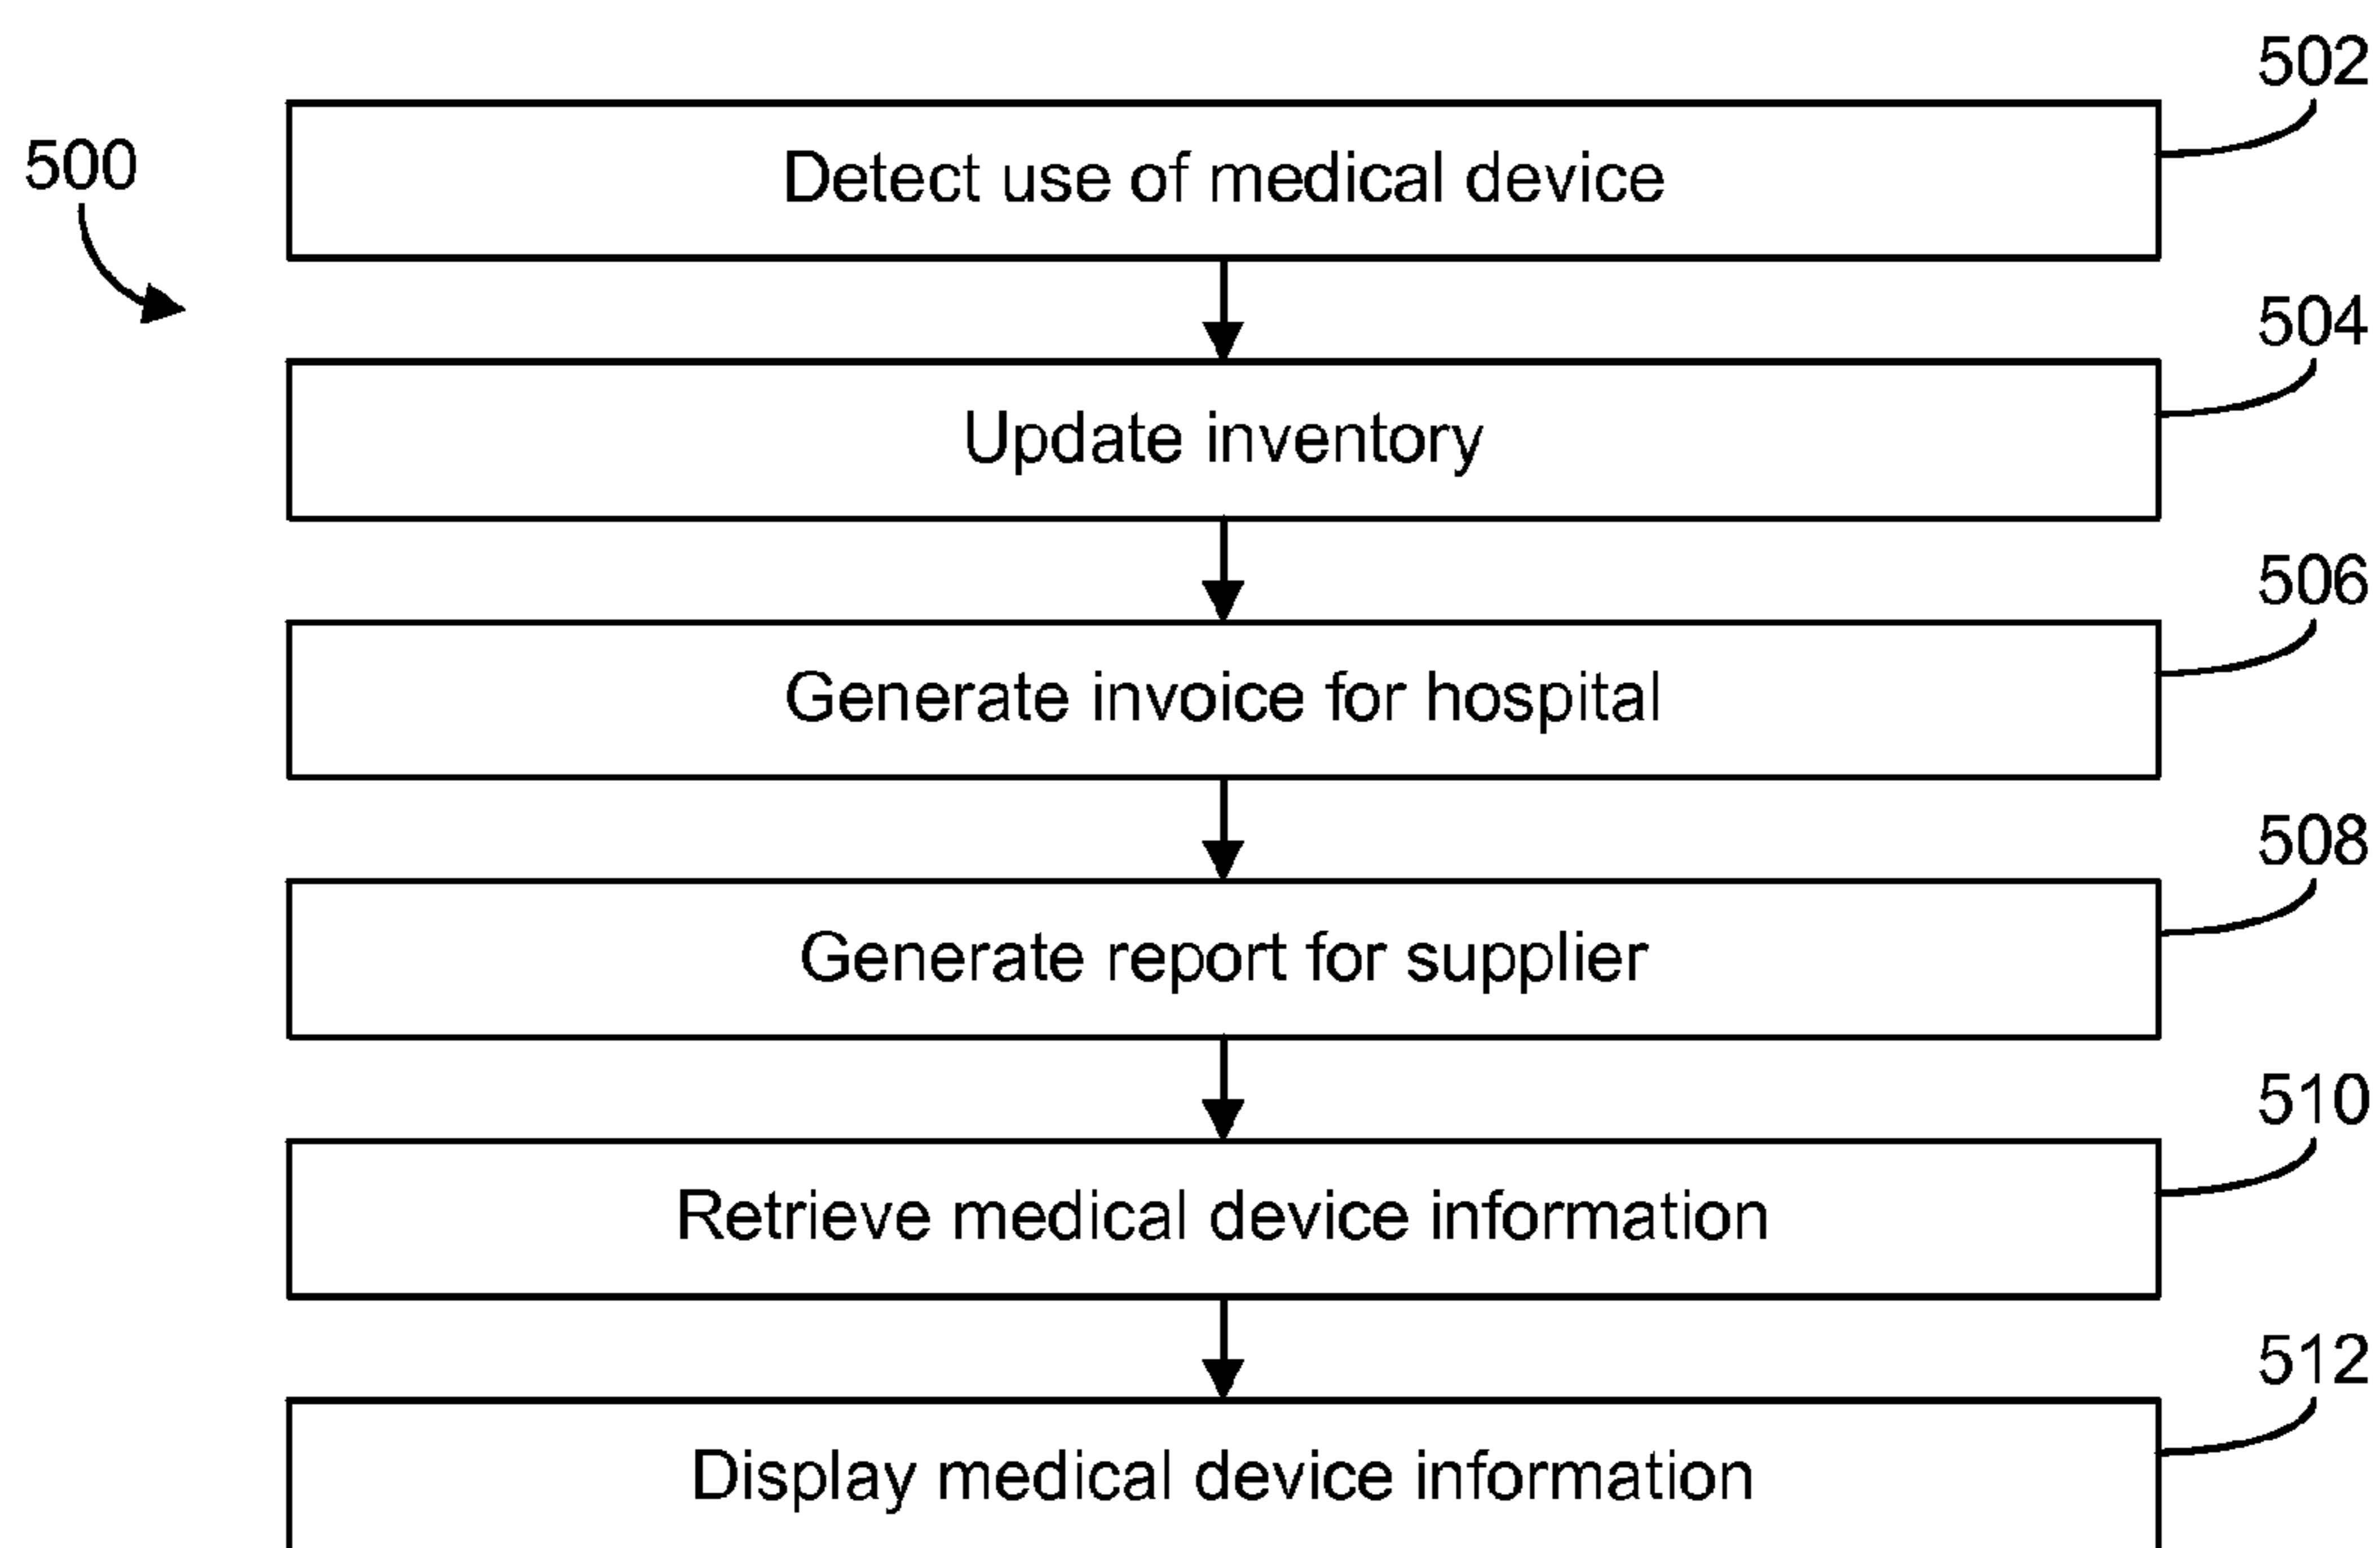 502
500
Detect use of medical device
504
Update inventory
506
Generate invoice for hospital
508
Generate report for supplier
510
Retrieve medical device information
512
Display medical device information